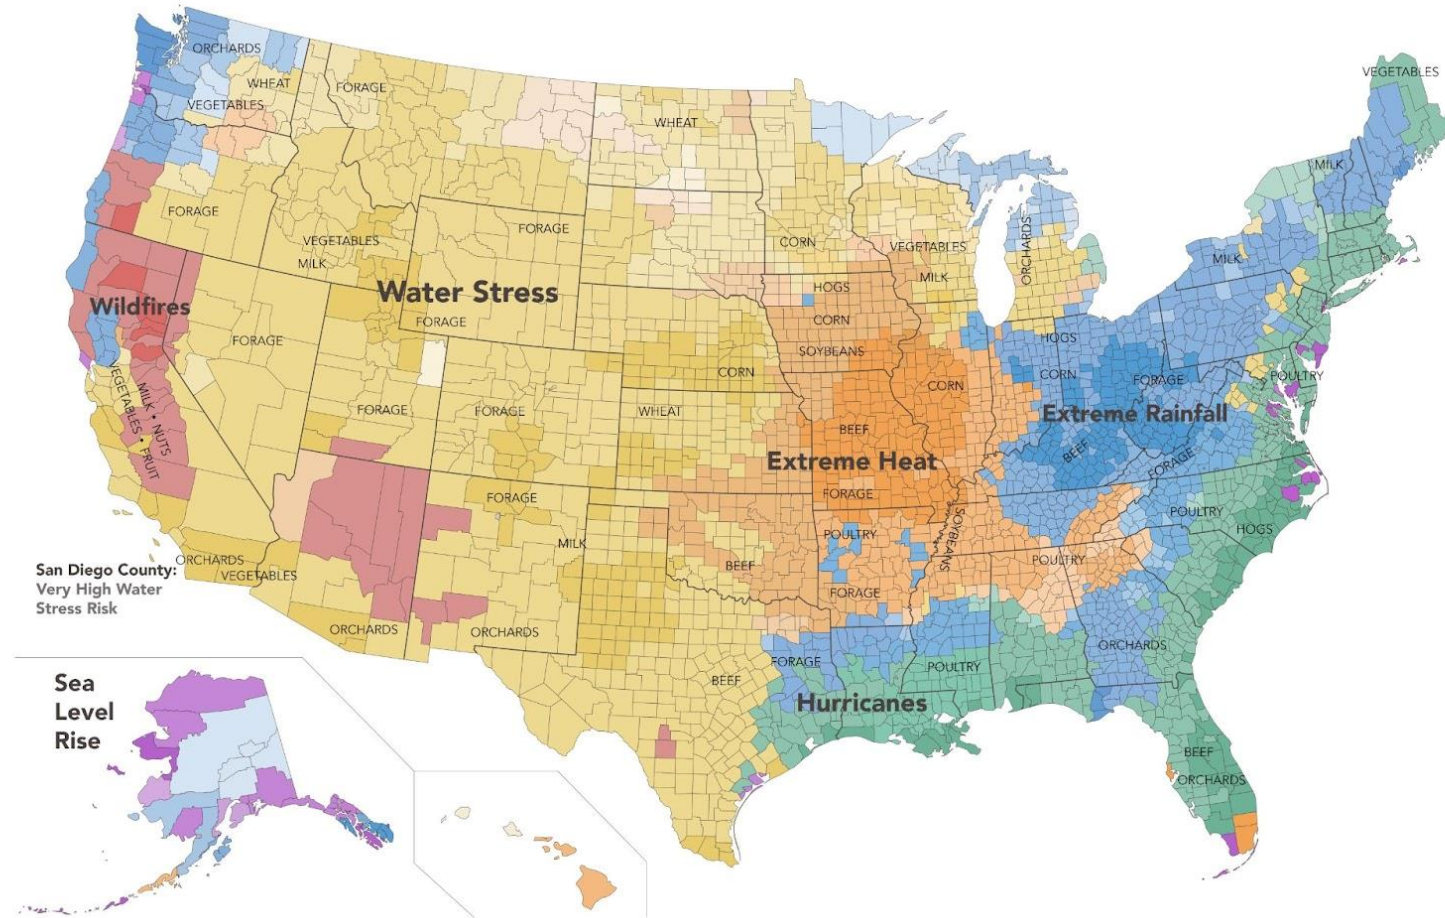 VEGETABLES
ORCHARDS
WHEAT
FORAGE
VEGETABLES
WHEAT
MILK
FORAGE
FORAGE
VEGETABLES
MILK
CORN
VEGETABLES
MILK
ORCHARDS
MILK
Water Stress
Wildfires
FORAGE
FORAGE
HOGS
CORN
SOYBEANS
HOGS
CORN
FORAGE
POULTRY
CORN
CORN
VEGETABLES • FRUIT
MILK • NUTS
FORAGE
FORAGE
WHEAT
BEEF
Extreme Rainfall
BEEF
FORAGE
Extreme Heat
FORAGE
FORAGE
POULTRY
SOYBEANS
POULTRY
HOGS
MILK
BEEF
POULTRY
ORCHARDS
VEGETABLES
San Diego County:
Very High Water
Stress Risk
FORAGE
ORCHARDS
ORCHARDS
FORAGE
ORCHARDS
BEEF
POULTRY
Hurricanes
Sea
Level
Rise
BEEF
ORCHARDS